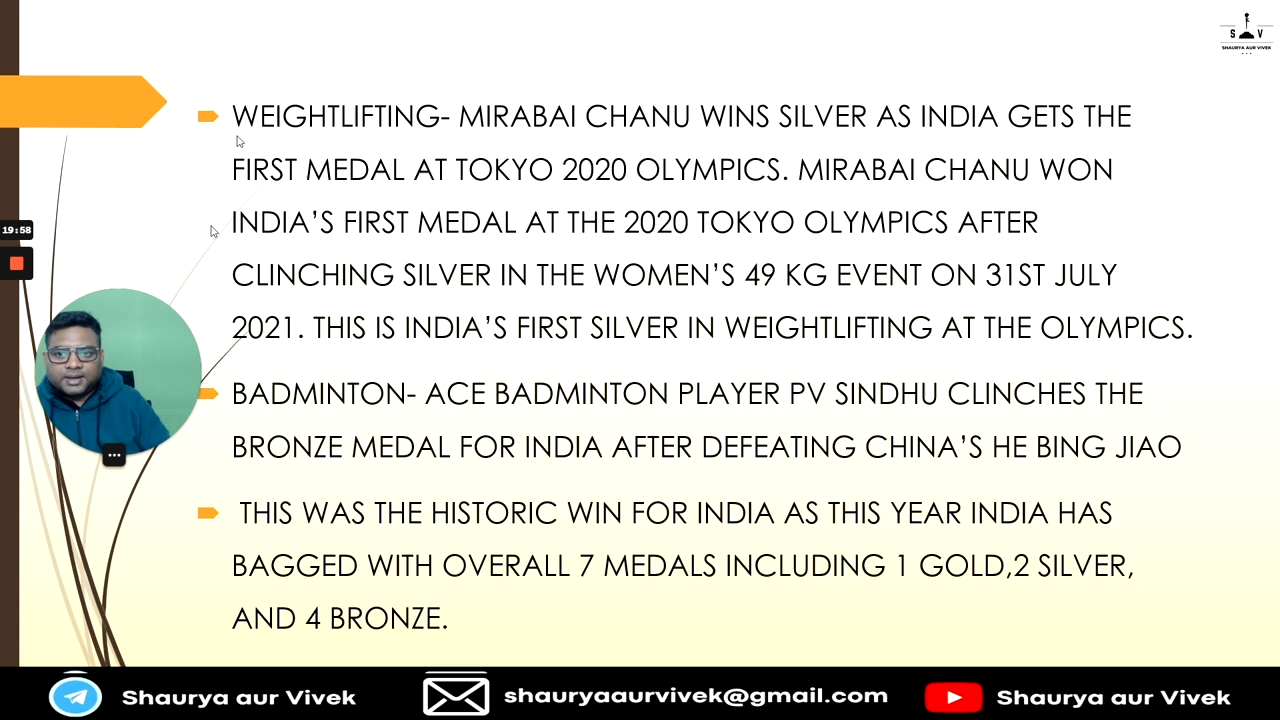 S V
SHAURYA AUR VIVEK
WEIGHTLIFTING- MIRABAI CHANU WINS SILVER AS INDIA GETS THE
FIRST MEDAL AT TOKYO 2020 OLYMPICS. MIRABAI CHANU WON
INDIA’S FIRST MEDAL AT THE 2020 TOKYO OLYMPICS AFTER
CLINCHING SILVER IN THE WOMEN’S 49 KG EVENT ON 31ST JULY
2021. THIS IS INDIA’S FIRST SILVER IN WEIGHTLIFTING AT THE OLYMPICS.
19:58
BADMINTON- ACE BADMINTON PLAYER PV SINDHU CLINCHES THE
BRONZE MEDAL FOR INDIA AFTER DEFEATING CHINA’S HE BING JIAO
THIS WAS THE HISTORIC WIN FOR INDIA AS THIS YEAR INDIA HAS
BAGGED WITH OVERALL 7 MEDALS INCLUDING 1 GOLD,2 SILVER,
AND 4 BRONZE.
Shaurya aur Vivek
shauryaaurvivek@gmail.com
Shaurya aur Vivek